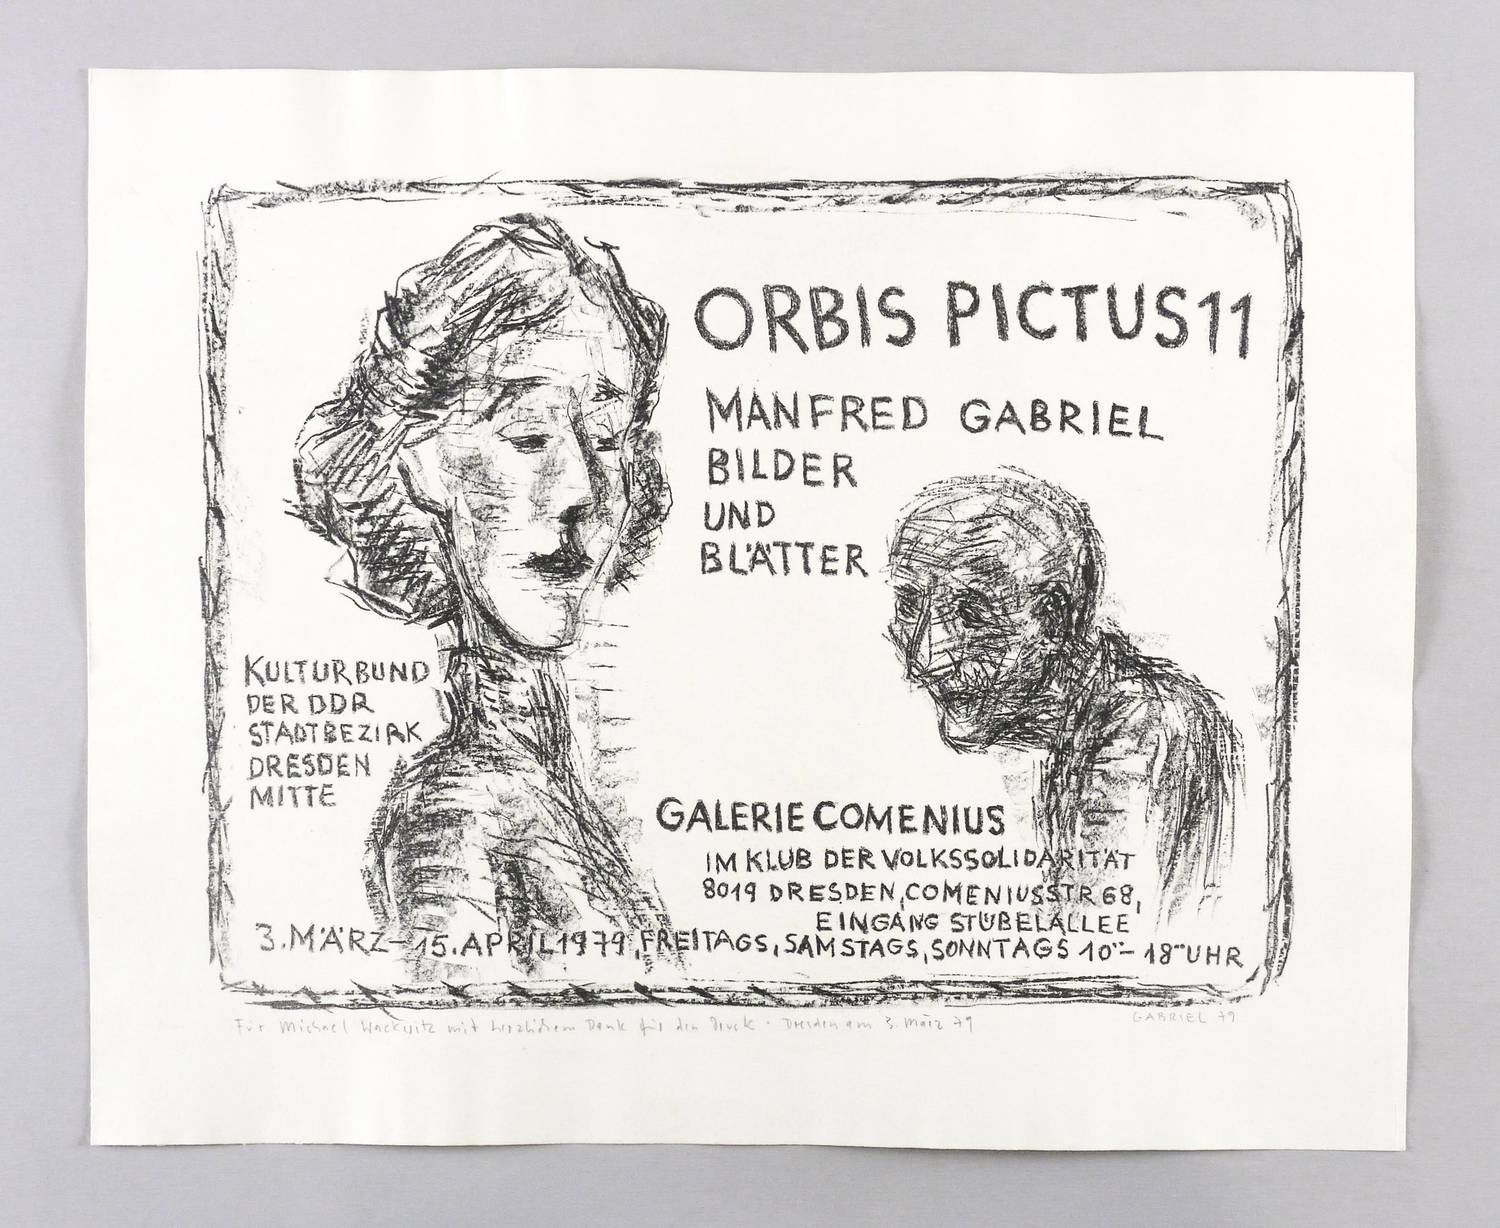 ORBIS PICTUS 11
MANFRED GABRIEL
BILDER
UND
BLÄTTER
KULTURBUND
DER DDR
STADTBEZIRK
DRESDEN
MITTE
GALERIE COMENIUS
IM KLUB DER VOLKSSOLIDARITÄT
8019 DRESDEN, COMENIUSSTR 68,
EINGANG STÜBELALLEE
3. MÄRZ - 15. APRIL 1979, FREITAGS, SAMSTAGS, SONNTAGS 10°° - 18°° UHR
Für Michael Wackwitz mit herzlichem Dank für den Druck · Dresden am 3. März 79
GABRIEL 79